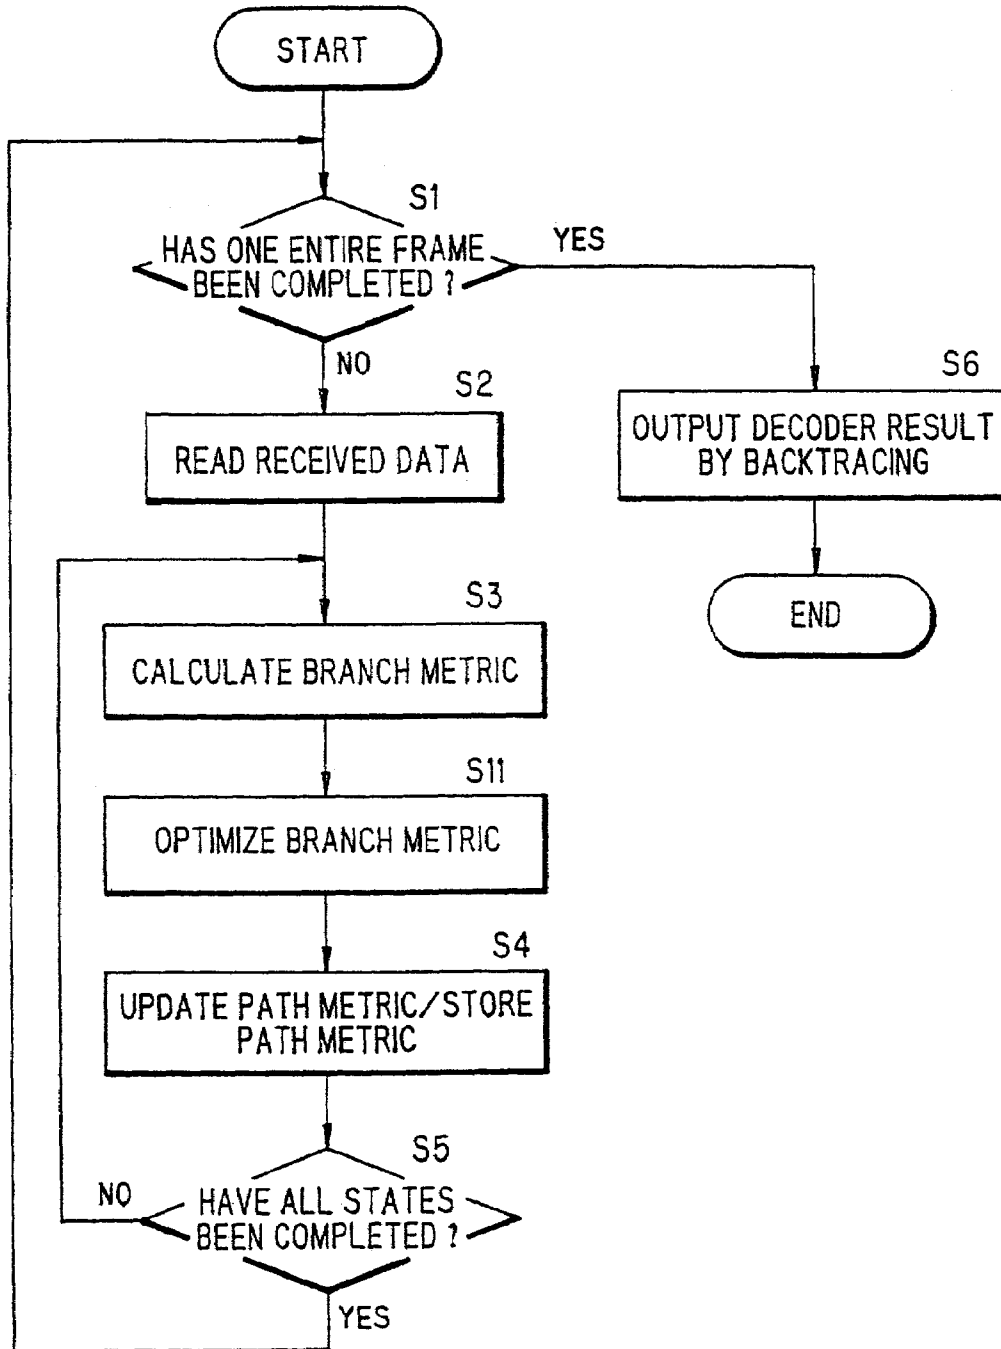 START
S1
HAS ONE ENTIRE FRAME
BEEN COMPLETED ?
YES
NO
S2
READ RECEIVED DATA
S6
OUTPUT DECODER RESULT
BY BACKTRACING
END
S3
CALCULATE BRANCH METRIC
S11
OPTIMIZE BRANCH METRIC
S4
UPDATE PATH METRIC/STORE
PATH METRIC
S5
HAVE ALL STATES
BEEN COMPLETED ?
NO
YES